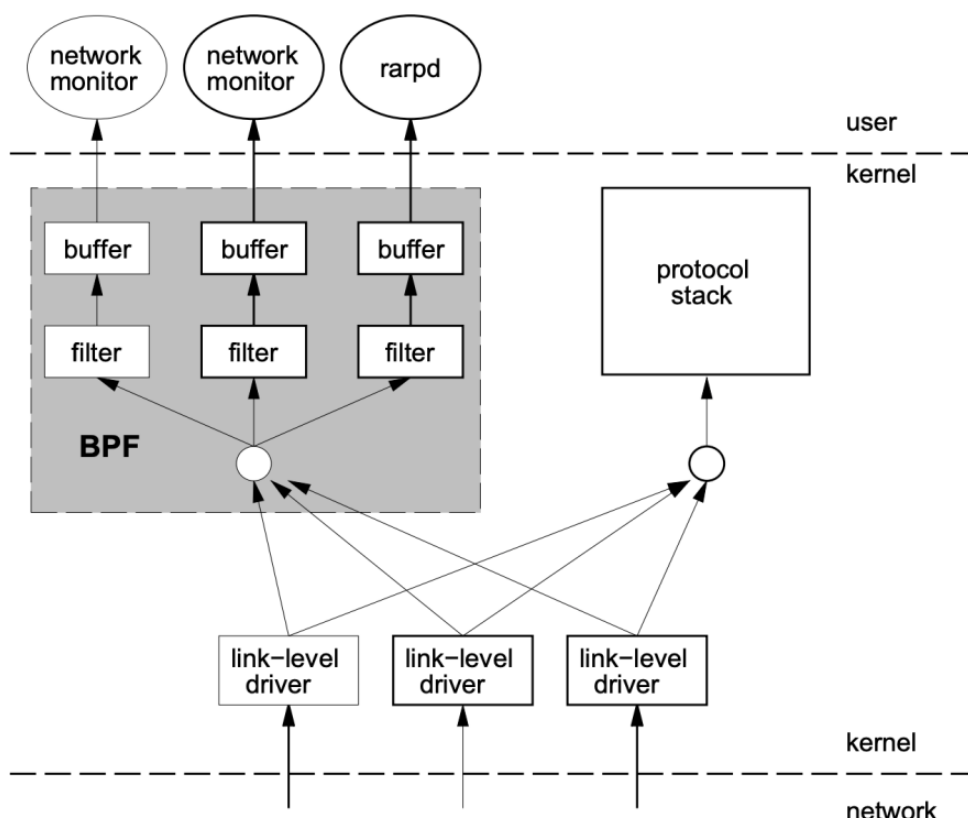 network
monitor
network
monitor
rarpd
user
kernel
buffer
buffer
buffer
protocol
stack
filter
filter
filter
BPF
link−level
driver
link−level
driver
link−level
driver
kernel
network